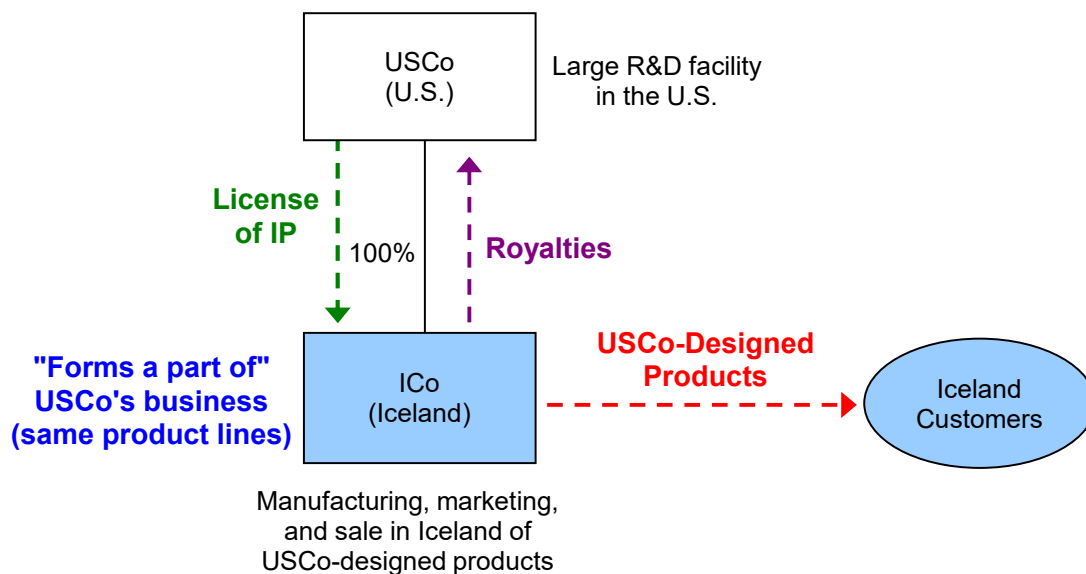 USCo
(U.S.)
Large R&D facility
in the U.S.
License
of IP
100%
Royalties
"Forms a part of"
USCo's business
(same product lines)
ICo
(Iceland)
USCo-Designed
Products
Iceland
Customers
Manufacturing, marketing,
and sale in Iceland of
USCo-designed products